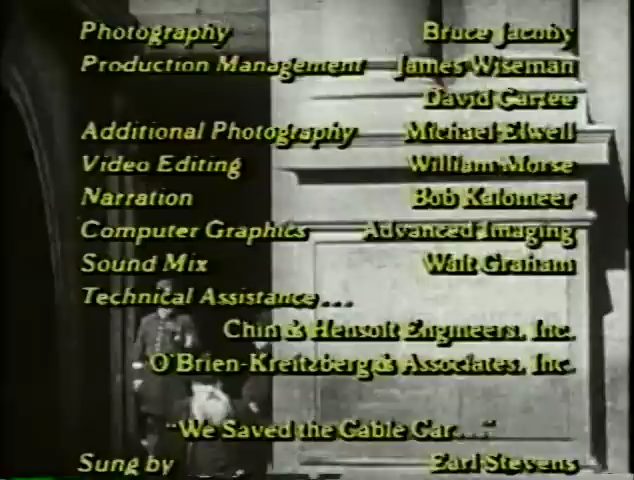 Photography Bruce Jacoby
Production Management James Wiseman
David Cartee
Additional Photography Michael Elwell
Video Editing William Morse
Narration Bob Kalomeer
Computer Graphics Advanced Imaging
Sound Mix Walt Graham
Technical Assistance...
Chin & Hensolt Engineers, Inc.
O'Brien-Kreitzberg & Associates, Inc.
"We Saved the Cable Car..."
Sung by Earl Stevens